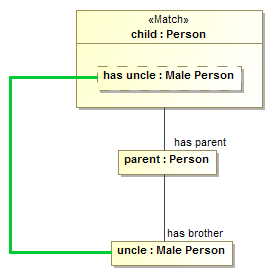 «Match»
child : Person
has uncle : Male Person
has parent
parent : Person
has brother
uncle : Male Person